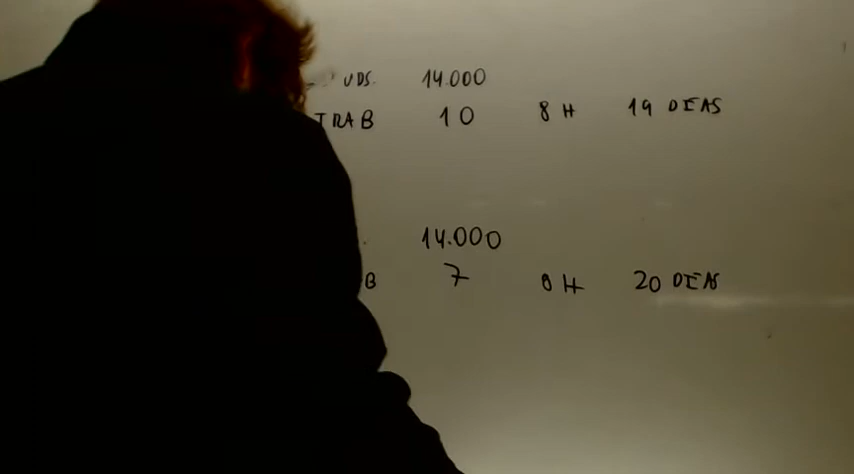 UDS. 14.000
TRAB 10 8 H 19 DIAS
14.000
B 7 8 H 20 DIAS